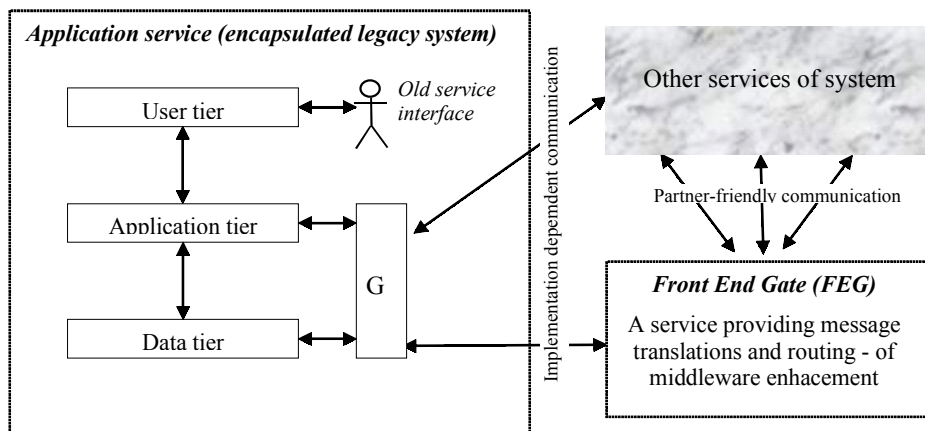 Application service (encapsulated legacy system)
User tier
Old service
interface
Application tier
G
Data tier
Implementation dependent communication
Other services of system
Partner-friendly communication
Front End Gate (FEG)
A service providing message
translations and routing - of
middleware enhacement